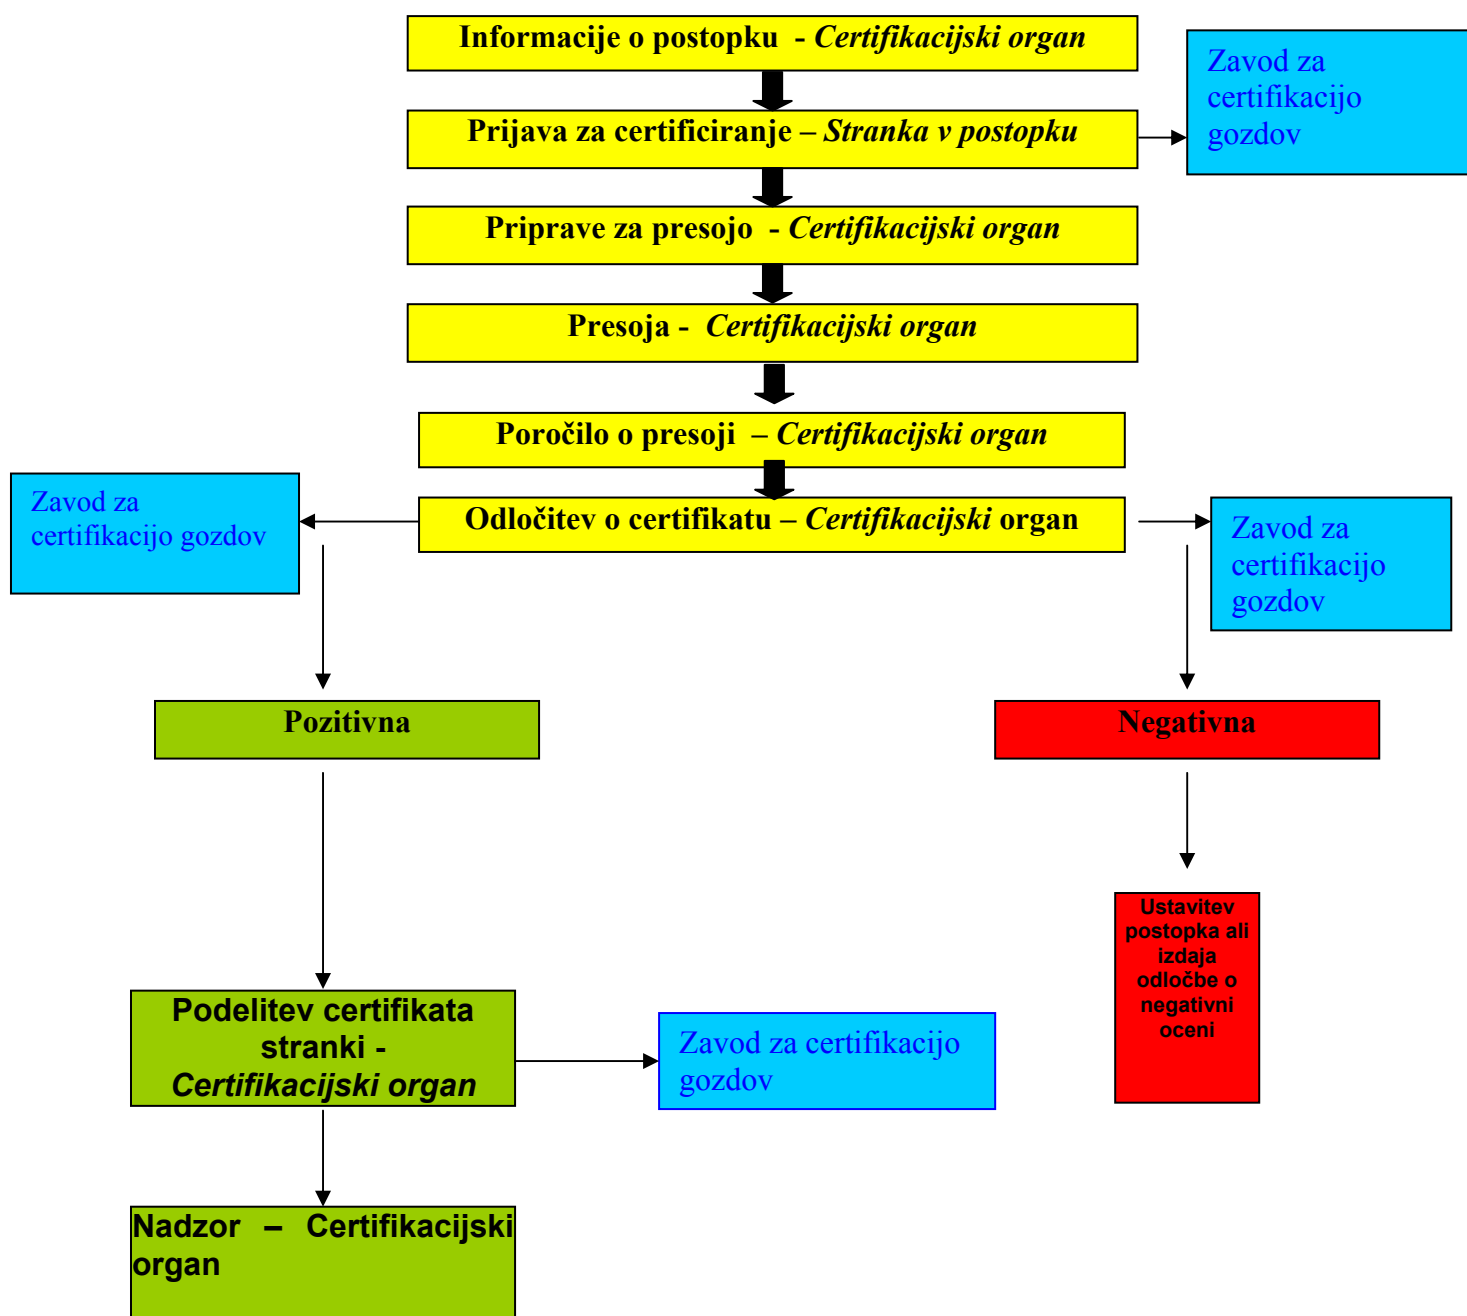 Informacije o postopku - Certifikacijski organ
Zavod za
certifikacijo
gozdov
Prijava za certificiranje – Stranka v postopku
Priprave za presojo - Certifikacijski organ
Presoja - Certifikacijski organ
Poročilo o presoji – Certifikacijski organ
Zavod za
certifikacijo gozdov
Odločitev o certifikatu – Certifikacijski organ
Zavod za
certifikacijo
gozdov
Pozitivna
Negativna
Ustavitev
postopka ali
izdaja
odločbe o
negativni
oceni
Podelitev certifikata
stranki -
Certifikacijski organ
Zavod za certifikacijo
gozdov
Nadzor – Certifikacijski
organ